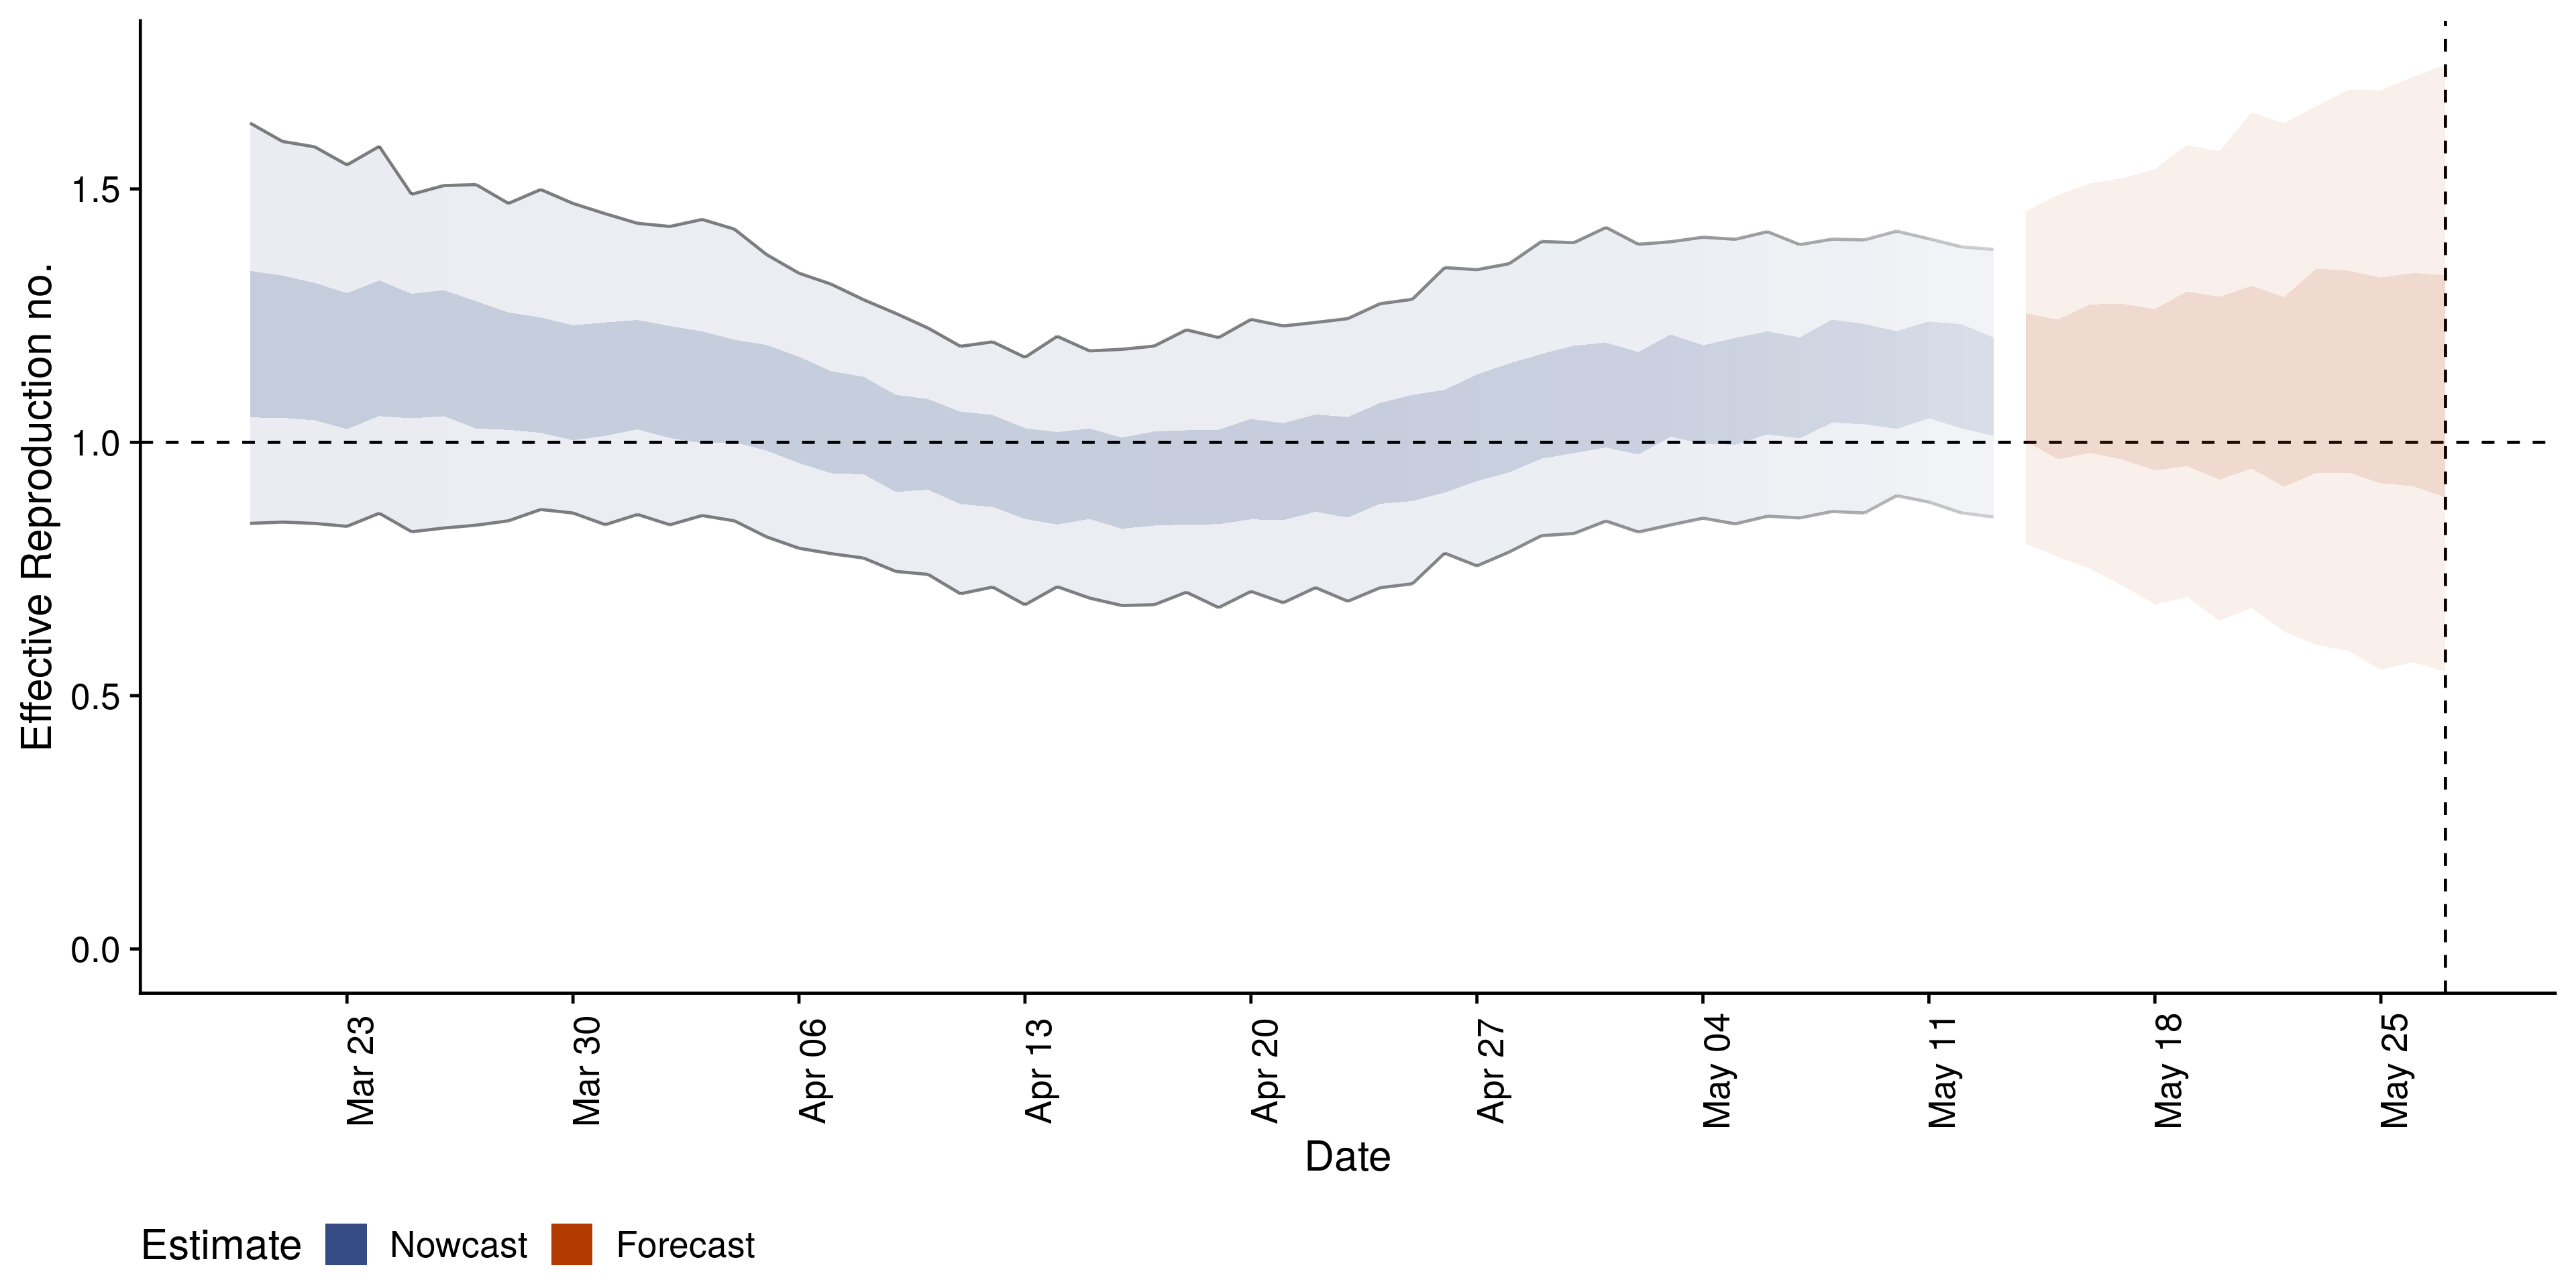 Effective Reproduction no.
1.5
1.0
0.5
0.0
Mar 23
Mar 30
Apr 06
Apr 13
Apr 20
Apr 27
May 04
May 11
May 18
May 25
Date
Estimate Nowcast Forecast